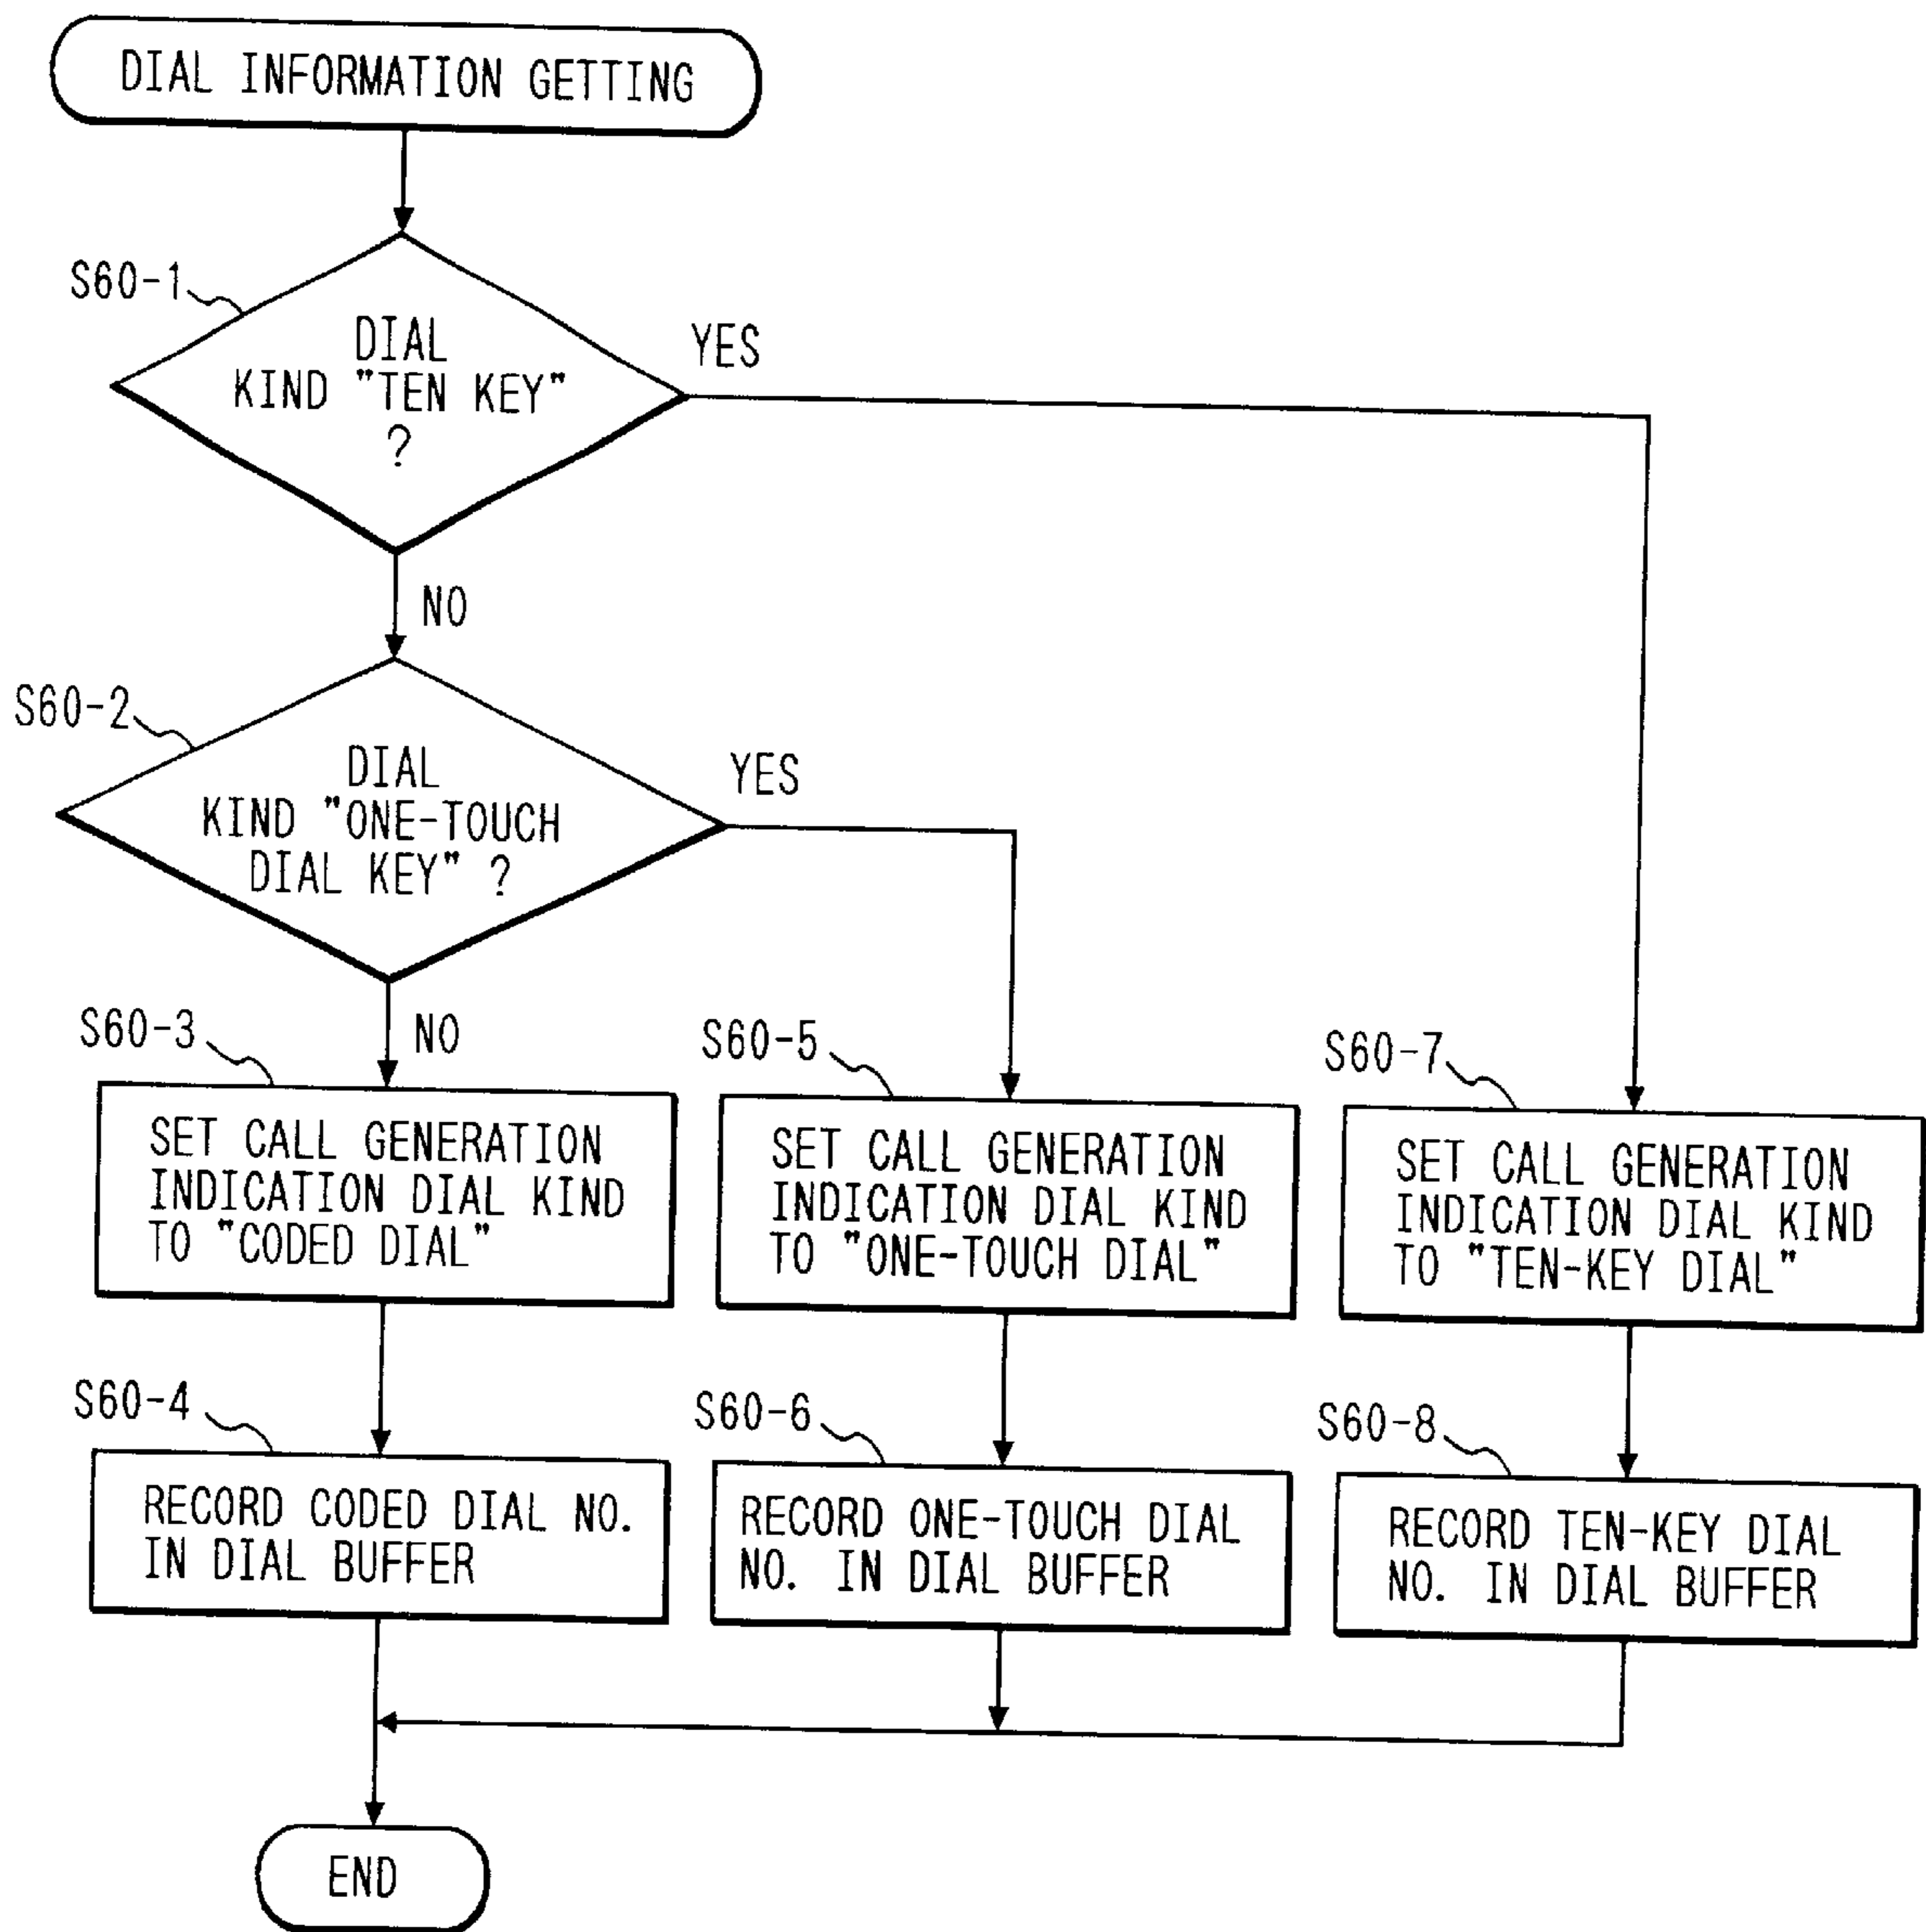 DIAL INFORMATION GETTING
S60-1
DIAL
KIND "TEN KEY"
?
YES
NO
S60-2
DIAL
KIND "ONE-TOUCH
DIAL KEY" ?
YES
NO
S60-3
SET CALL GENERATION
INDICATION DIAL KIND
TO "CODED DIAL"
S60-5
SET CALL GENERATION
INDICATION DIAL KIND
TO "ONE-TOUCH DIAL"
S60-7
SET CALL GENERATION
INDICATION DIAL KIND
TO "TEN-KEY DIAL"
S60-4
RECORD CODED DIAL NO.
IN DIAL BUFFER
S60-6
RECORD ONE-TOUCH DIAL
NO. IN DIAL BUFFER
S60-8
RECORD TEN-KEY DIAL
NO. IN DIAL BUFFER
END